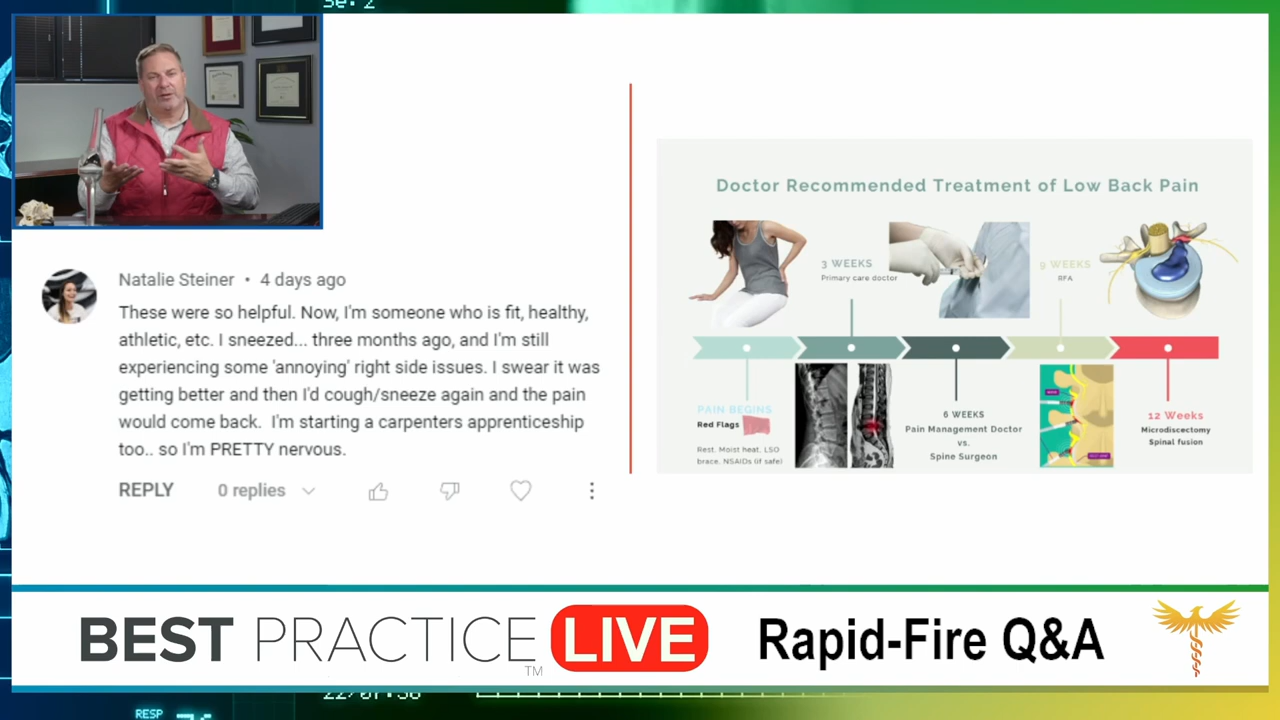 Se: 2
Natalie Steiner • 4 days ago
These were so helpful. Now, I'm someone who is fit, healthy,
athletic, etc. I sneezed... three months ago, and I'm still
experiencing some 'annoying' right side issues. I swear it was
getting better and then I'd cough/sneeze again and the pain
would come back. I'm starting a carpenters apprenticeship
too.. so I'm PRETTY nervous.
REPLY 0 replies
Doctor Recommended Treatment of Low Back Pain
3 WEEKS
Primary care doctor
9 WEEKS
RFA
PAIN BEGINS
Red Flags
Rest, Moist heat, LSO
brace, NSAIDs (if safe)
6 WEEKS
Pain Management Doctor
vs.
Spine Surgeon
12 Weeks
Microdiscectomy
Spinal fusion
BEST PRACTICE LIVE
TM
Rapid-Fire Q&A
RESP